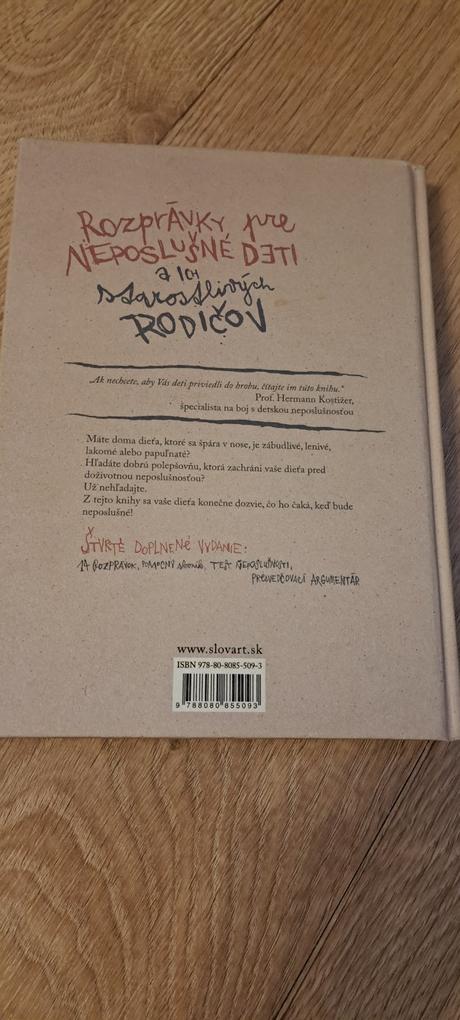 Rozprávky pre
NEPOSLUŠNÉ DETI
a ich
starostlivých
RODIČOV
„Ak nechcete, aby Vás deti priviedli do hrobu, čítajte im túto knihu.“
Prof. Hermann Kostižer,
špecialista na boj s detskou neposlušnosťou
Máte doma dieťa, ktoré sa špára v nose, je zábudlivé, lenivé,
lakomé alebo papuľnaté?
Hľadáte dobrú polepšovňu, ktorá zachráni vaše dieťa pred
doživotnou neposlušnosťou?
Už nehľadajte.
Z tejto knihy sa vaše dieťa konečne dozvie, čo ho čaká, keď bude
neposlušné!
ŠTVRTÉ DOPLNENÉ VYDANIE:
14 ROZPRÁVOK, POMOCNÝ SLOVNÍK, TEST NEPOSLUŠNOSTI,
PRESVEDČOVACÍ ARGUMENTÁR
www.slovart.sk
ISBN 978-80-8085-509-3
9 788080 855093